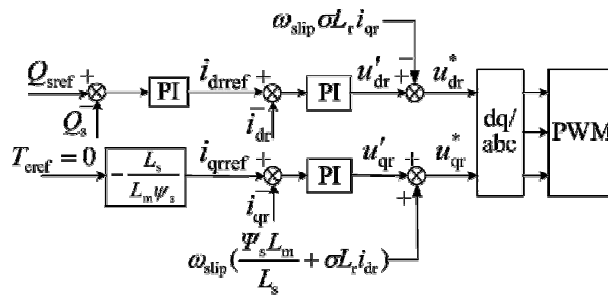 ω_slip σL_r i_qr
Q_sref + − Q_s PI i_drref + − i_dr PI u′_dr + − u*_dr
dq/
abc
PWM
T_eref = 0 −L_s/(L_m ψ_s) i_qrref + − i_qr PI u′_qr + + u*_qr
ω_slip(Ψ_s L_m/L_s + σL_r i_dr)